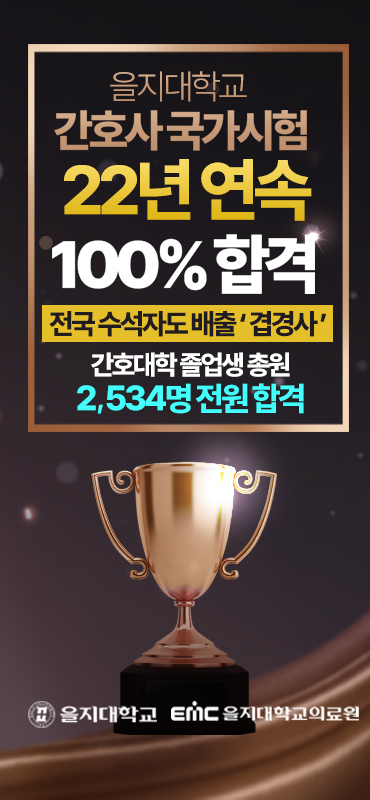 을지대학교
간호사 국가시험
22년 연속
100% 합격
전국 수석자도 배출 ‘겹경사’
간호대학 졸업생 총원
2,534명 전원 합격
을지대학교 EMC 을지대학교의료원